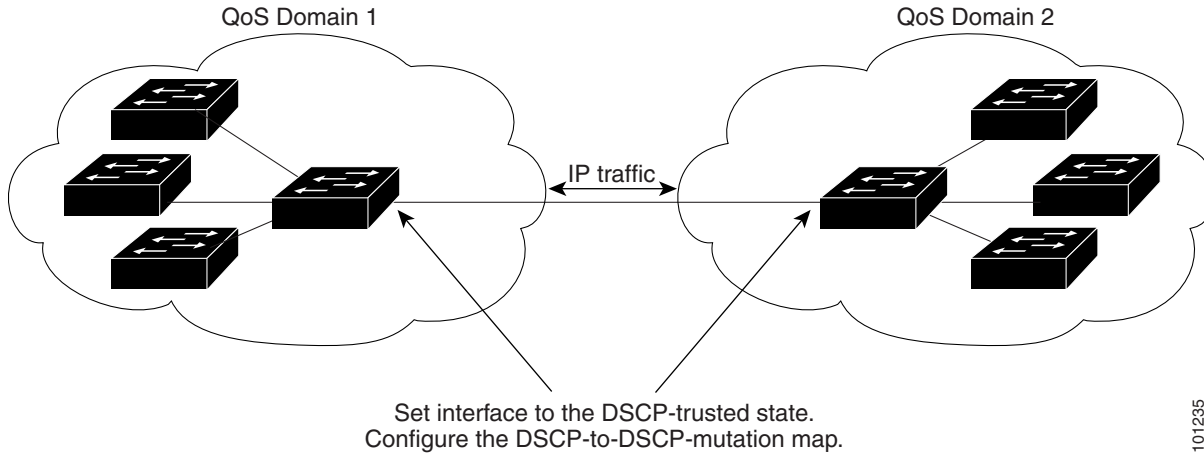 QoS Domain 1
QoS Domain 2
IP traffic
Set interface to the DSCP-trusted state.
Configure the DSCP-to-DSCP-mutation map.
101235